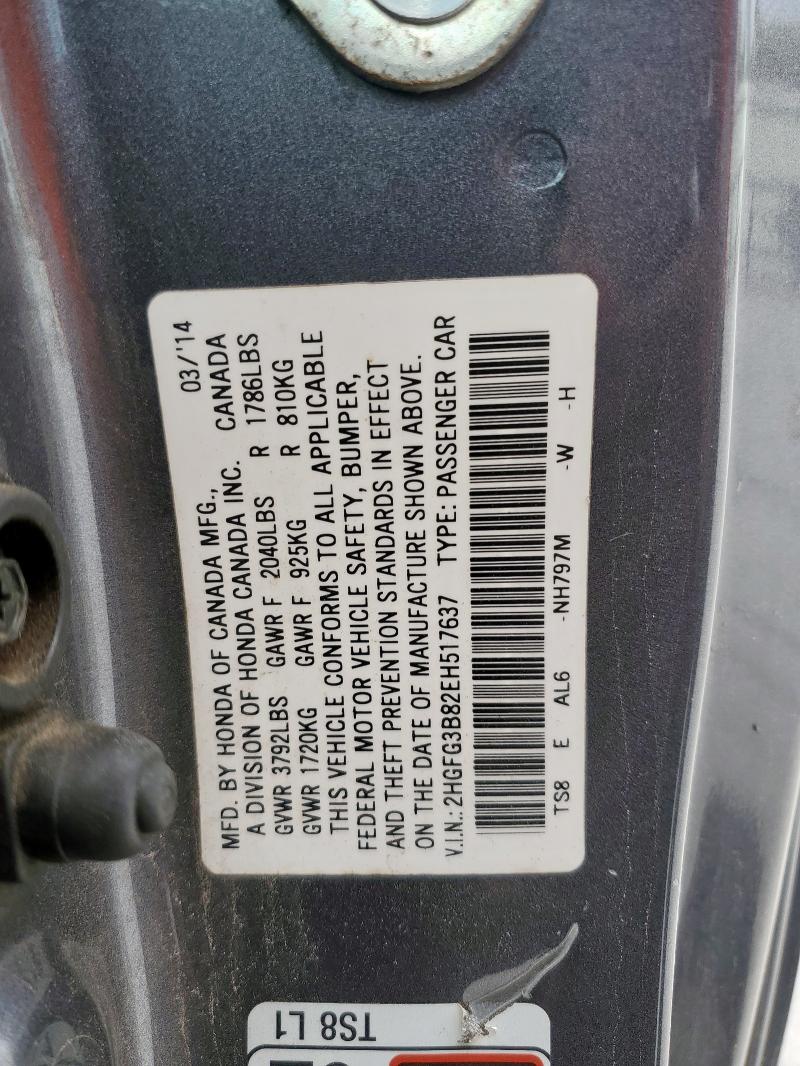 03/'14
MFD. BY HONDA OF CANADA MFG.,
A DIVISION OF HONDA CANADA INC. CANADA
GVWR 3792LBS GAWR F 2040LBS R 1786LBS
GVWR 1720KG GAWR F 925KG R 810KG
THIS VEHICLE CONFORMS TO ALL APPLICABLE
FEDERAL MOTOR VEHICLE SAFETY, BUMPER,
AND THEFT PREVENTION STANDARDS IN EFFECT
ON THE DATE OF MANUFACTURE SHOWN ABOVE.
V.I.N.: 2HGFG3B82EH517637 TYPE: PASSENGER CAR
TS8 E AL6 -NH797M -W -H
TS8 L1